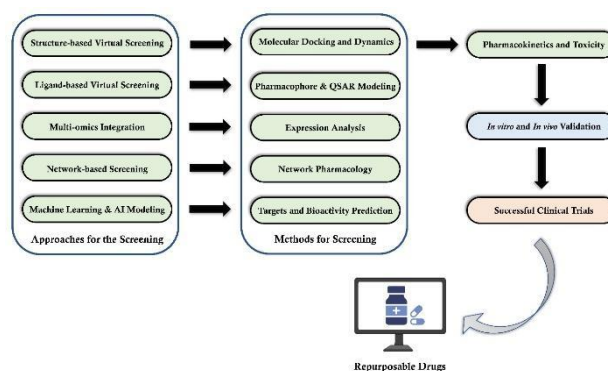 Structure-based Virtual Screening
Molecular Docking and Dynamics
Pharmacokinetics and Toxicity
Ligand-based Virtual Screening
Pharmacophore & QSAR Modeling
Multi-omics Integration
Expression Analysis
In vitro and In vivo Validation
Network-based Screening
Network Pharmacology
Machine Learning & AI Modeling
Targets and Bioactivity Prediction
Successful Clinical Trials
Approaches for the Screening
Methods for Screening
Repurposable Drugs